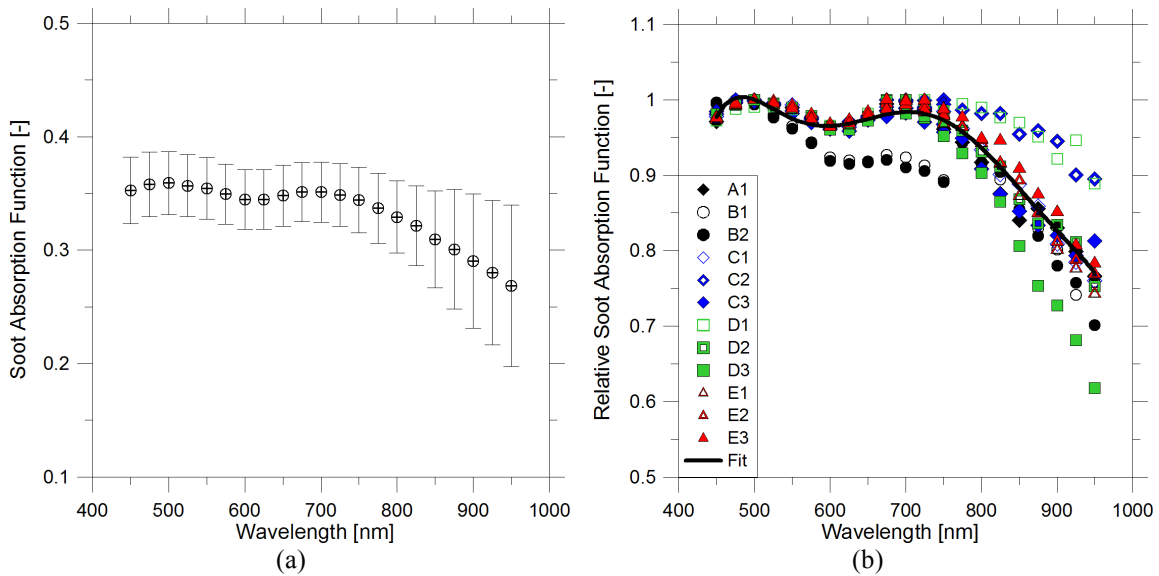 0.5
0.4
0.3
0.2
0.1
400 500 600 700 800 900 1000
Wavelength [nm]
Soot Absorption Function [-]
(a)
1.1
1
0.9
0.8
0.7
0.6
0.5
400 500 600 700 800 900 1000
Wavelength [nm]
Relative Soot Absorption Function [-]
A1
B1
B2
C1
C2
C3
D1
D2
D3
E1
E2
E3
Fit
(b)